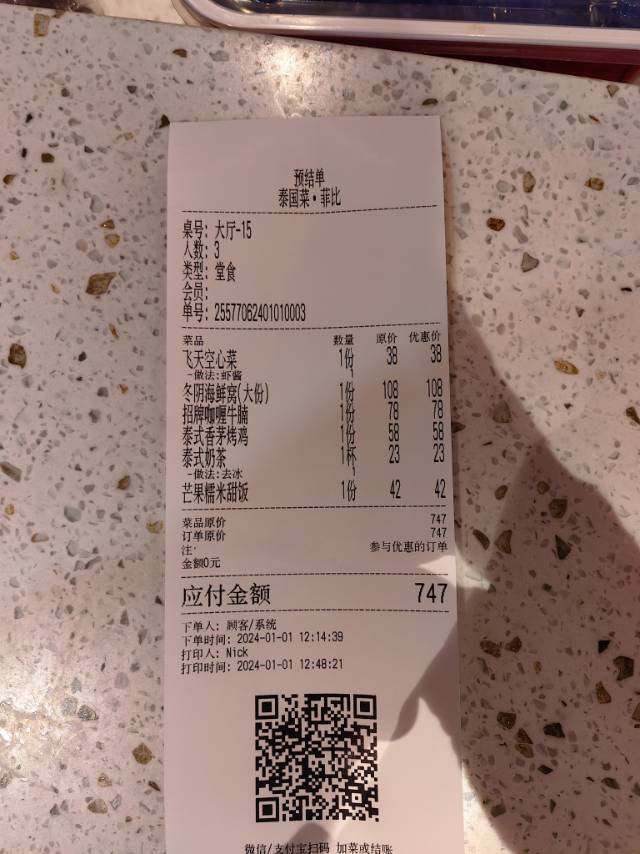 预结单
泰国菜•菲比
桌号: 大厅-15
人数: 3
类型: 堂食
会员:
单号: 25577062401010003
菜品 数量 原价 优惠价
飞天空心菜 1份 38 38
-做法:虾酱 1
冬阴海鲜窝(大份) 1份 108 108
招牌咖喱牛腩 1份 78 78
泰式香茅烤鸡 1份 58 58
泰式奶茶 1杯 23 23
-做法:去冰 1
芒果糯米甜饭 1份 42 42
菜品原价 747
订单原价 747
注: 参与优惠的订单
金额0元
应付金额 747
下单人: 顾客/系统
下单时间: 2024-01-01 12:14:39
打印人: Nick
打印时间: 2024-01-01 12:48:21
微信/支付宝扫码 加菜或结账